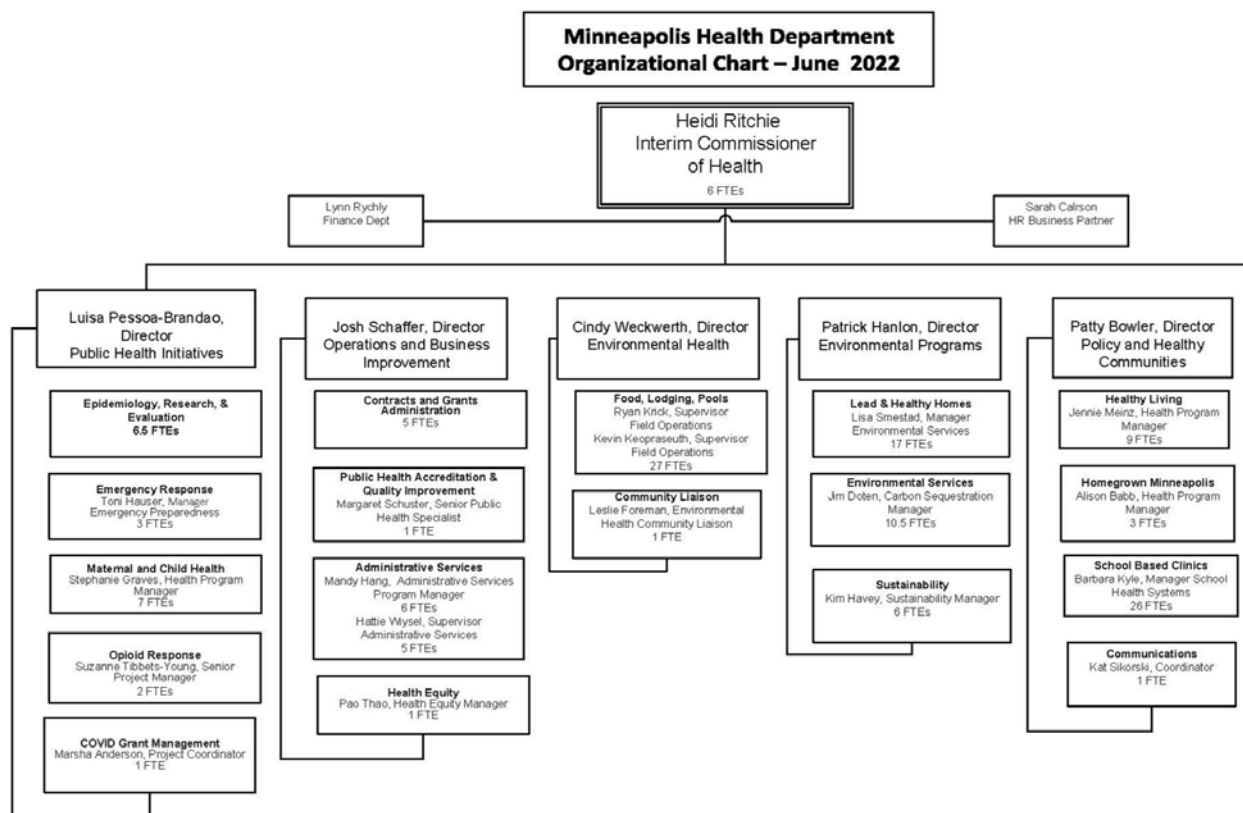 Minneapolis Health Department
Organizational Chart – June 2022
Heidi Ritchie
Interim Commissioner
of Health
6 FTEs
Lynn Rychly
Finance Dept
Sarah Calrson
HR Business Partner
Luisa Pessoa-Brandao,
Director
Public Health Initiatives
Epidemiology, Research, &
Evaluation
6.5 FTEs
Emergency Response
Toni Hauser, Manager
Emergency Preparedness
3 FTEs
Maternal and Child Health
Stephanie Graves, Health Program
Manager
7 FTEs
Opioid Response
Suzanne Tibbets-Young, Senior
Project Manager
2 FTEs
COVID Grant Management
Marsha Anderson, Project Coordinator
1 FTE
Josh Schaffer, Director
Operations and Business
Improvement
Contracts and Grants
Administration
5 FTEs
Public Health Accreditation &
Quality Improvement
Margaret Schuster, Senior Public
Health Specialist
1 FTE
Administrative Services
Mandy Hang, Administrative Services
Program Manager
6 FTEs
Hattie Wiysel, Supervisor
Administrative Services
5 FTEs
Health Equity
Pao Thao, Health Equity Manager
1 FTE
Cindy Weckwerth, Director
Environmental Health
Food, Lodging, Pools
Ryan Krick, Supervisor
Field Operations
Kevin Keopraseuth, Supervisor
Field Operations
27 FTEs
Community Liaison
Leslie Foreman, Environmental
Health Community Liaison
1 FTE
Patrick Hanlon, Director
Environmental Programs
Lead & Healthy Homes
Lisa Smestad, Manager
Environmental Services
17 FTEs
Environmental Services
Jim Doten, Carbon Sequestration
Manager
10.5 FTEs
Sustainability
Kim Havey, Sustainability Manager
6 FTEs
Patty Bowler, Director
Policy and Healthy
Communities
Healthy Living
Jennie Meinz, Health Program
Manager
9 FTEs
Homegrown Minneapolis
Alison Babb, Health Program
Manager
3 FTEs
School Based Clinics
Barbara Kyle, Manager School
Health Systems
26 FTEs
Communications
Kat Sikorski, Coordinator
1 FTE